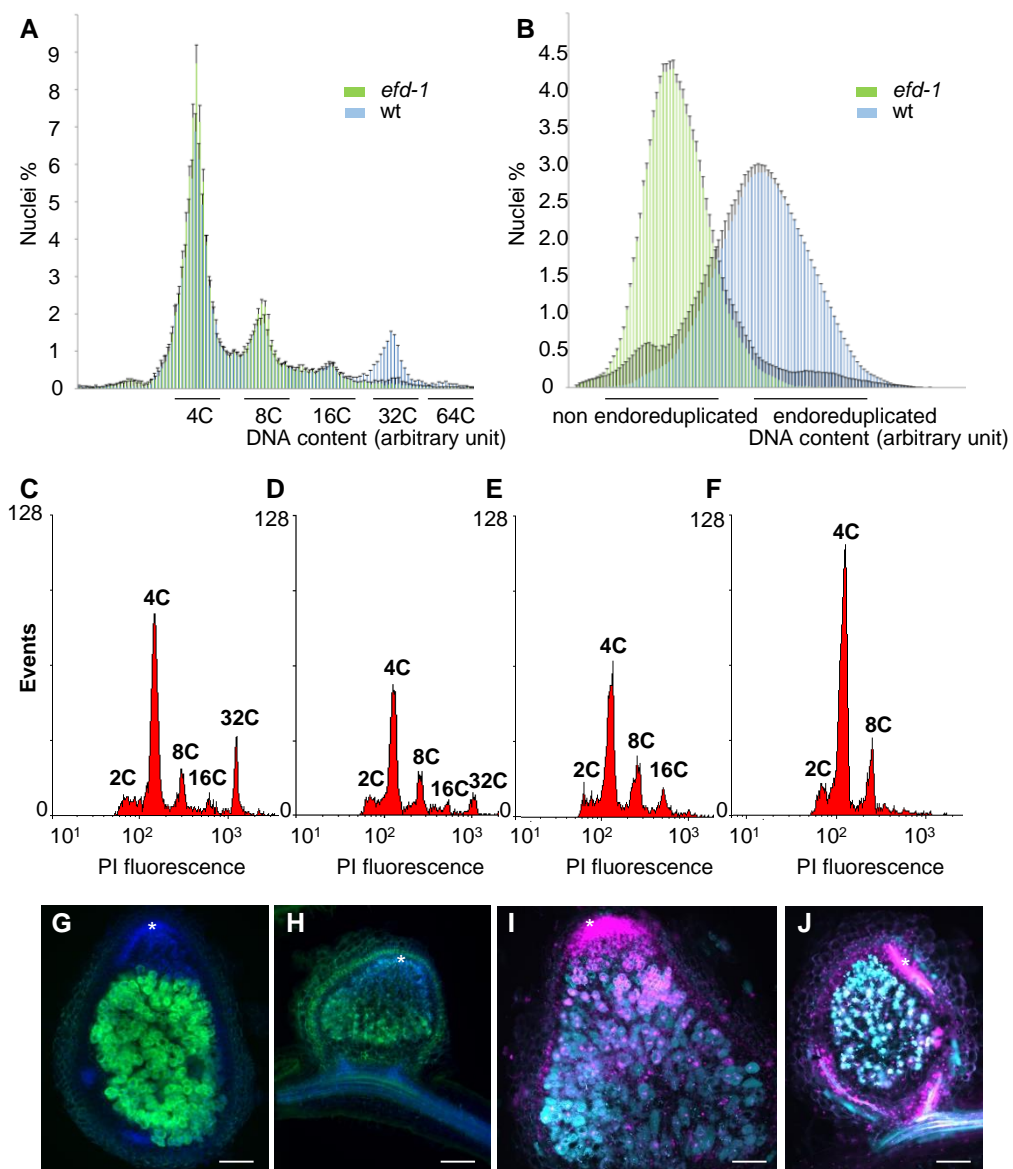 A
9
8
7
6
5
4
3
2
1
0
Nuclei %
efd-1
wt
4C 8C 16C 32C 64C
DNA content (arbitrary unit)
B
4.5
4.0
3.5
3.0
2.5
2.0
1.5
1.0
0.5
0
Nuclei %
efd-1
wt
non endoreduplicated endoreduplicated
DNA content (arbitrary unit)
C
128
Events
4C
32C
8C
2C 16C
0
10¹ 10² 10³
PI fluorescence
D
128
4C
8C
2C 16C 32C
0
10¹ 10² 10³
PI fluorescence
E
128
4C
8C
2C 16C
0
10¹ 10² 10³
PI fluorescence
F
128
4C
8C
2C
0
10¹ 10² 10³
PI fluorescence
G
*
H
*
I
*
J
*